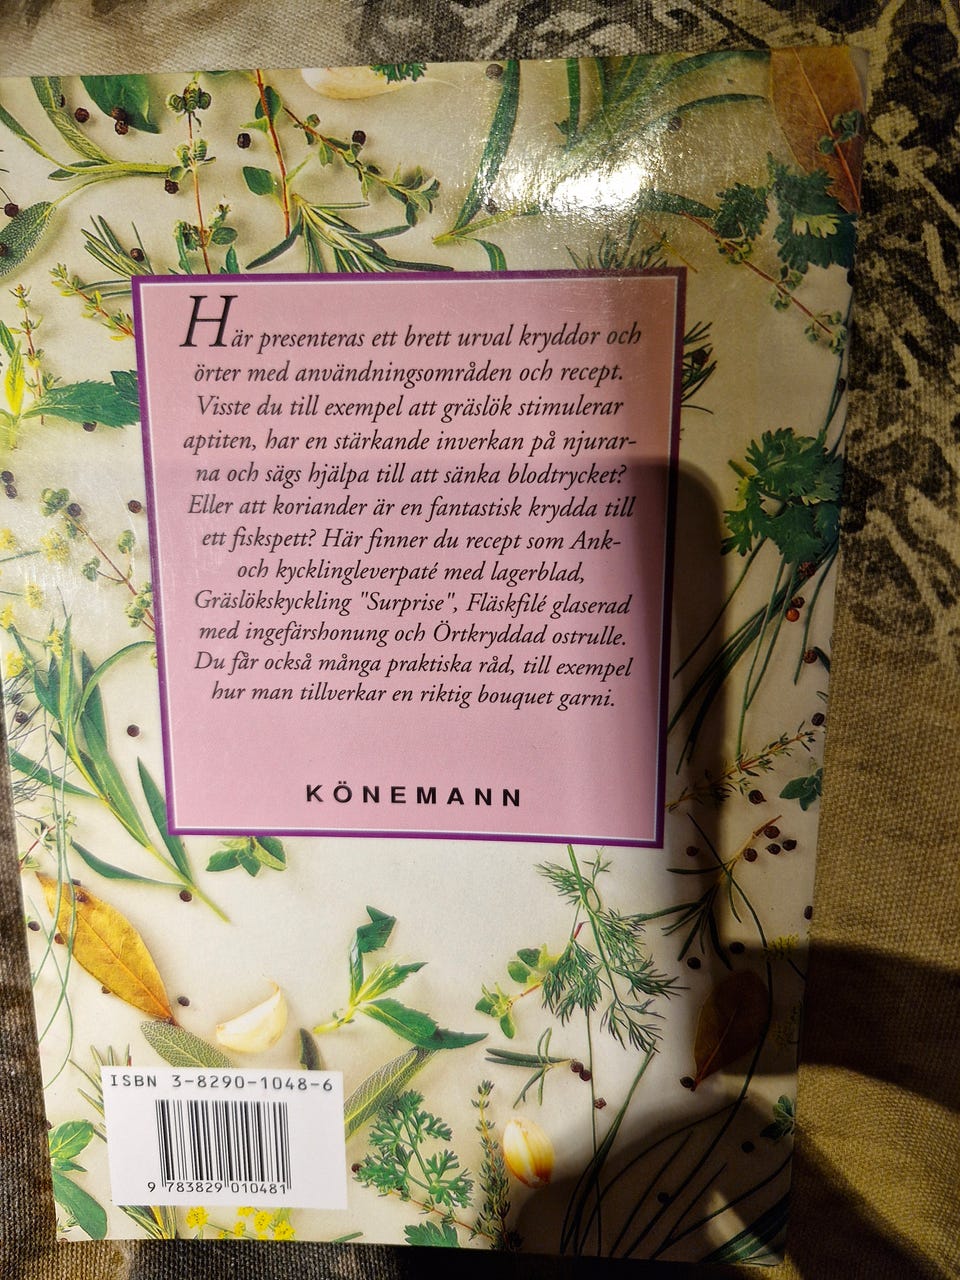 Här presenteras ett brett urval kryddor och
örter med användningsområden och recept.
Visste du till exempel att gräslök stimulerar
aptiten, har en stärkande inverkan på njurar-
na och sägs hjälpa till att sänka blodtrycket?
Eller att koriander är en fantastisk krydda till
ett fiskspett? Här finner du recept som Ank-
och kycklingleverpaté med lagerblad,
Gräslökskyckling "Surprise", Fläskfilé glaserad
med ingefärshonung och Örtkryddad ostrulle.
Du får också många praktiska råd, till exempel
hur man tillverkar en riktig bouquet garni.
KÖNEMANN
ISBN 3-8290-1048-6
9 783829 010481